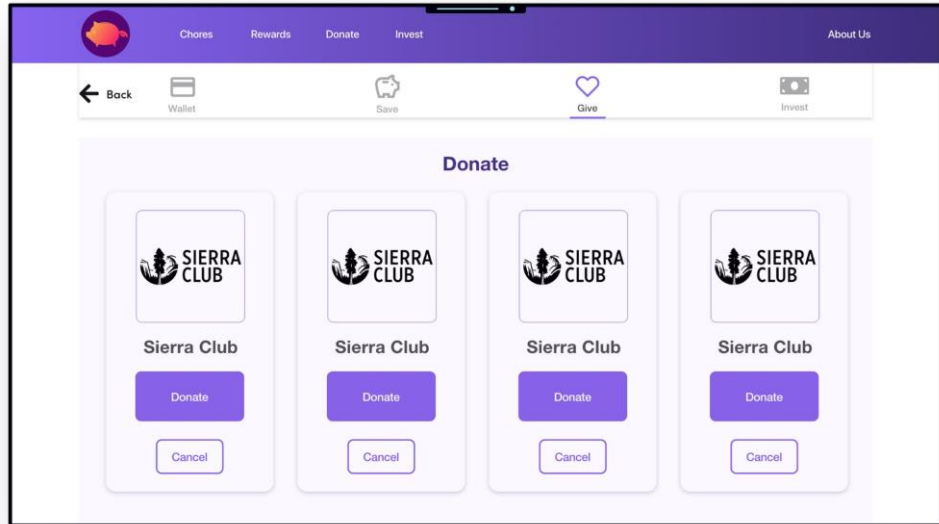 Chores Rewards Donate Invest About Us
Back Wallet Save Give Invest
Donate
SIERRA CLUB SIERRA CLUB SIERRA CLUB SIERRA CLUB
Sierra Club Sierra Club Sierra Club Sierra Club
Donate Donate Donate Donate
Cancel Cancel Cancel Cancel